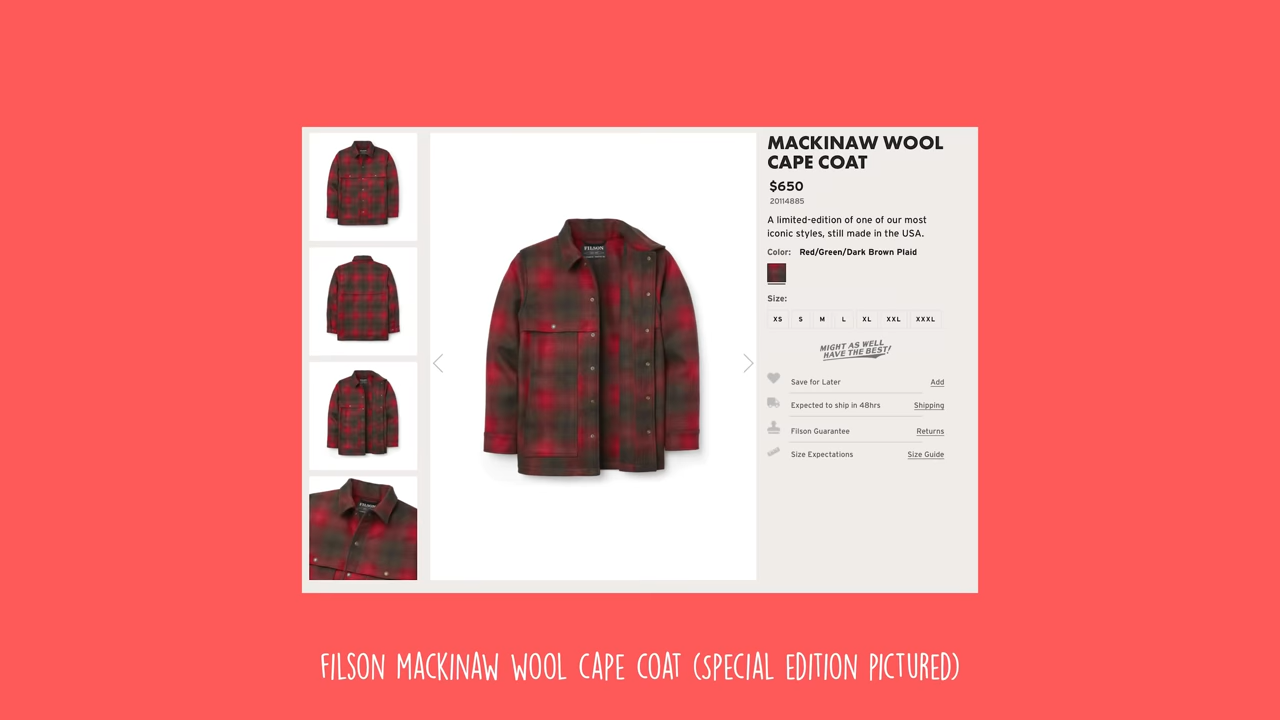 MACKINAW WOOL
CAPE COAT
$650
20114885
A limited-edition of one of our most
iconic styles, still made in the USA.
Color: Red/Green/Dark Brown Plaid
Size:
XS S M L XL XXL XXXL
MIGHT AS WELL
HAVE THE BEST!
Save for Later Add
Expected to ship in 48hrs Shipping
Filson Guarantee Returns
Size Expectations Size Guide
FILSON
FILSON
FILSON MACKINAW WOOL CAPE COAT (SPECIAL EDITION PICTURED)